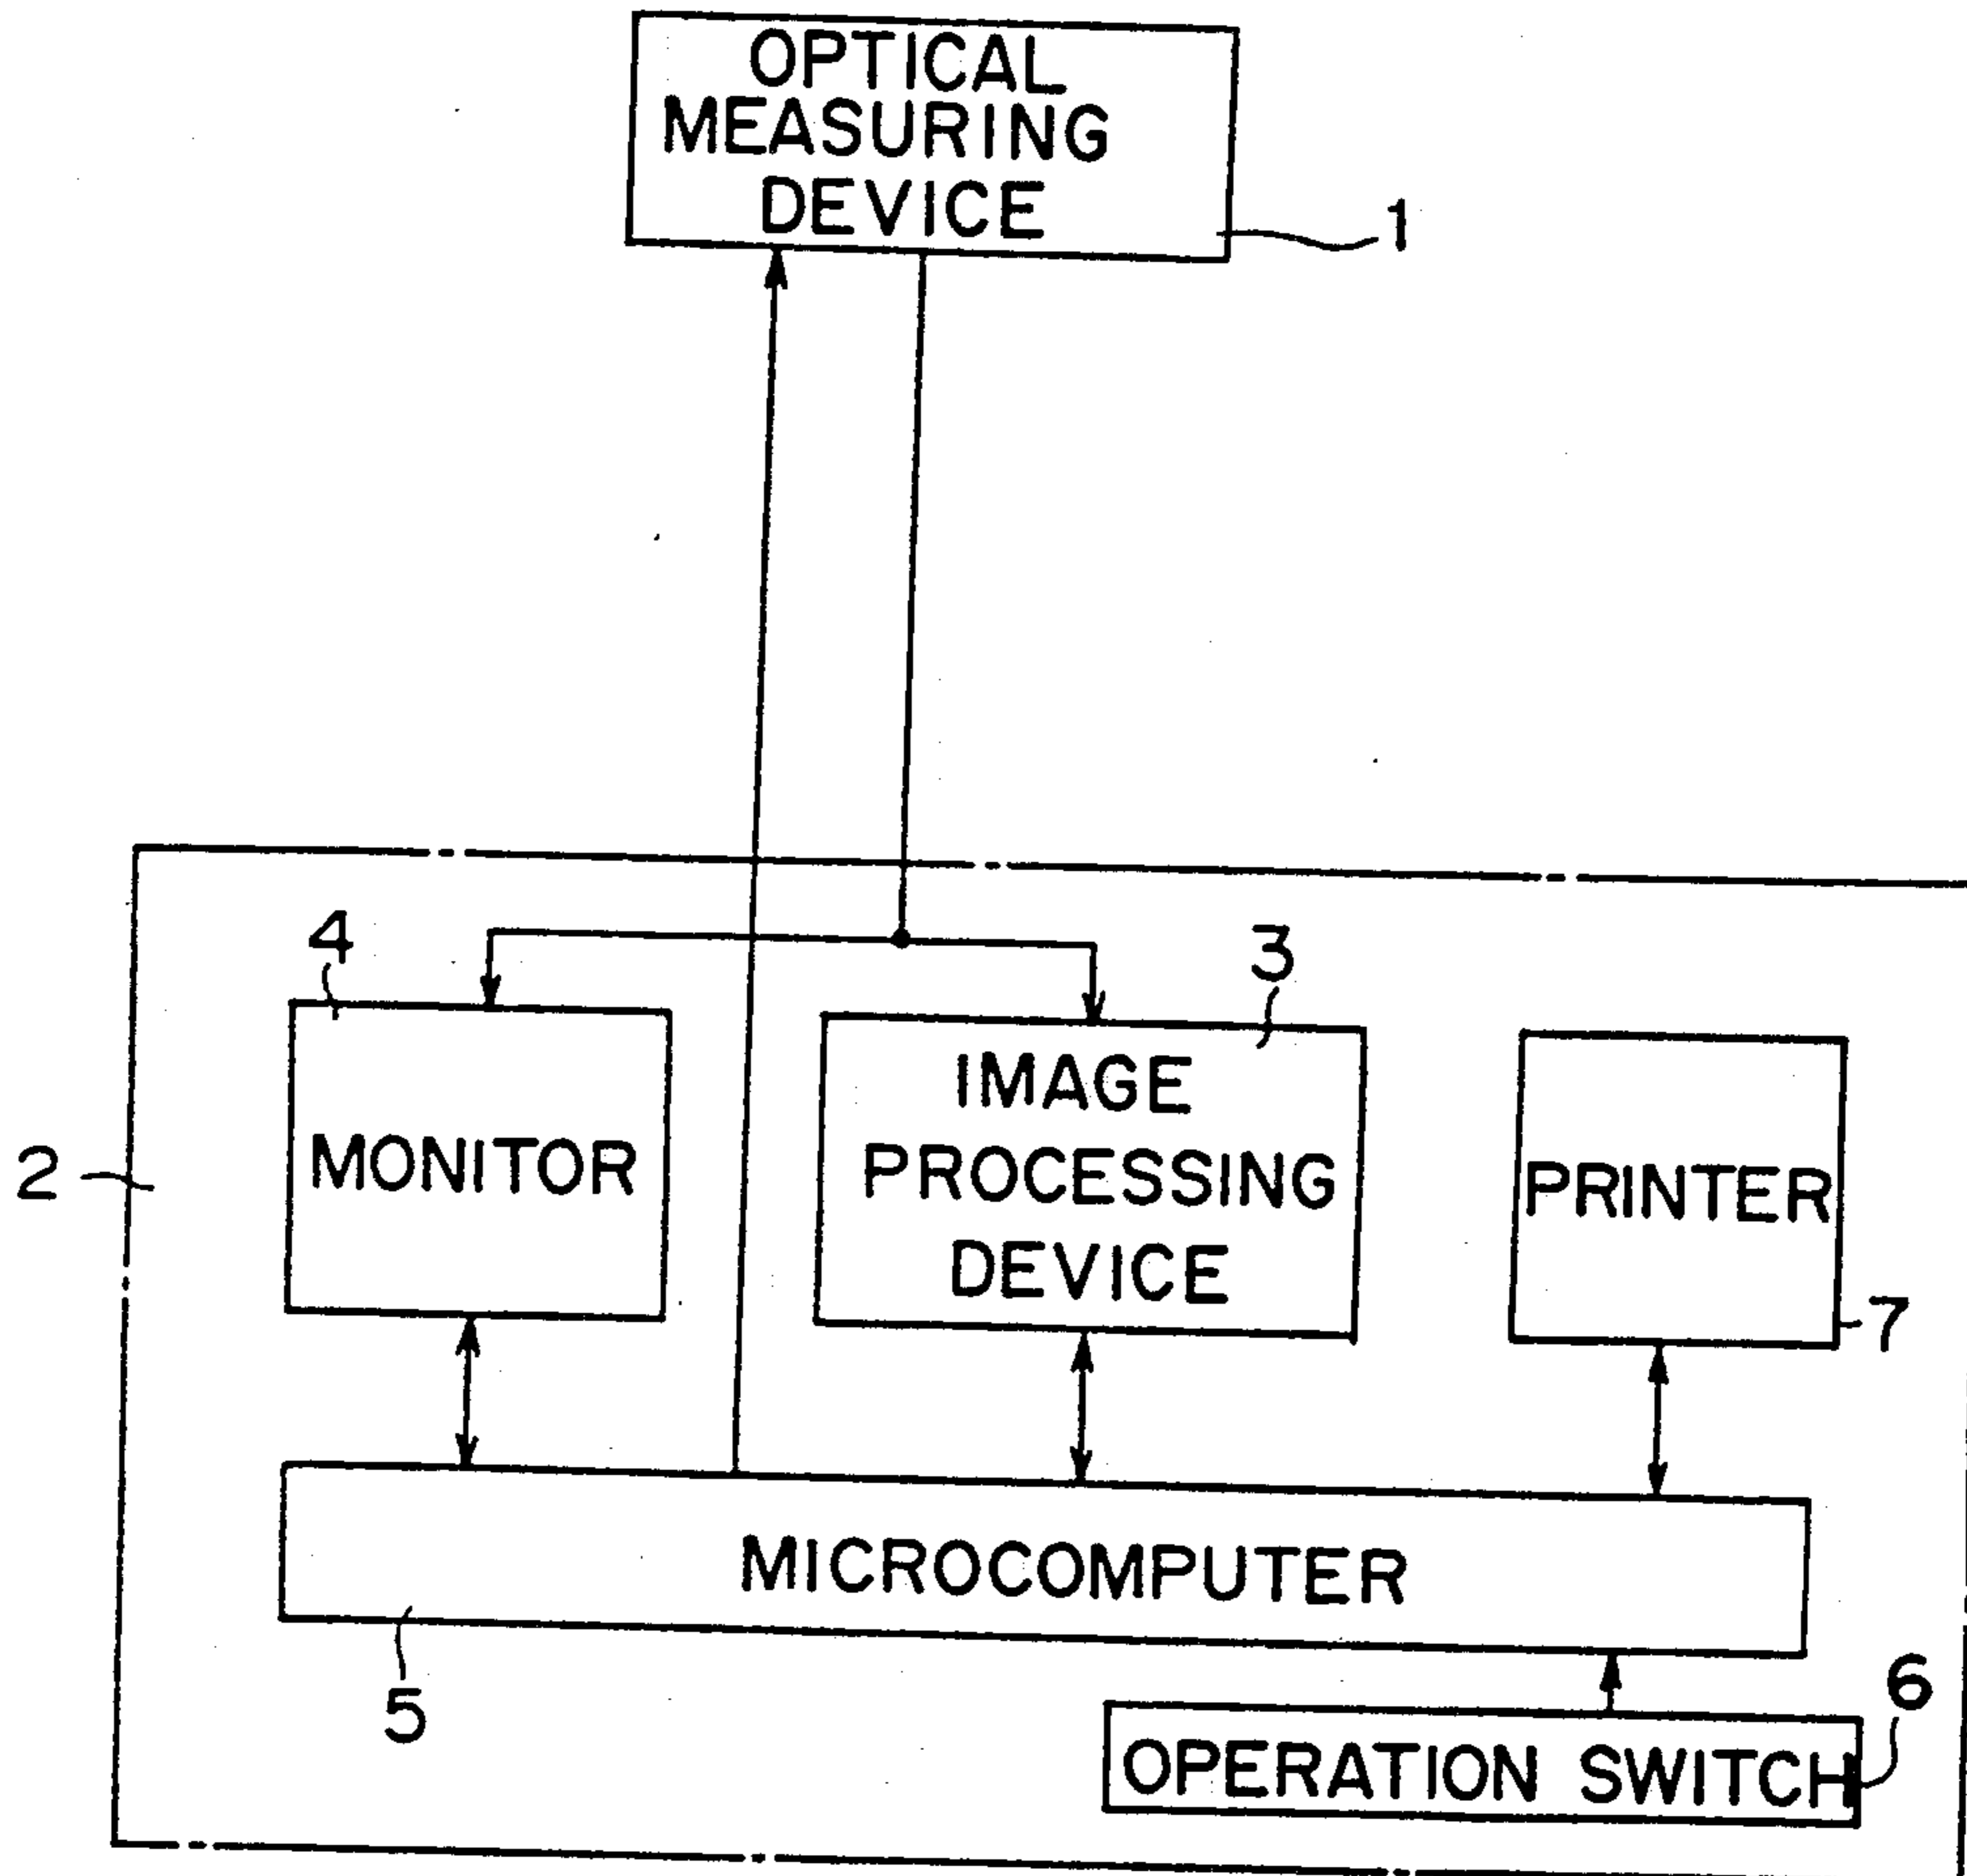 OPTICAL
MEASURING
DEVICE
1
4
3
IMAGE
PROCESSING
DEVICE
MONITOR
PRINTER
2
7
MICROCOMPUTER
5
6
OPERATION SWITCH